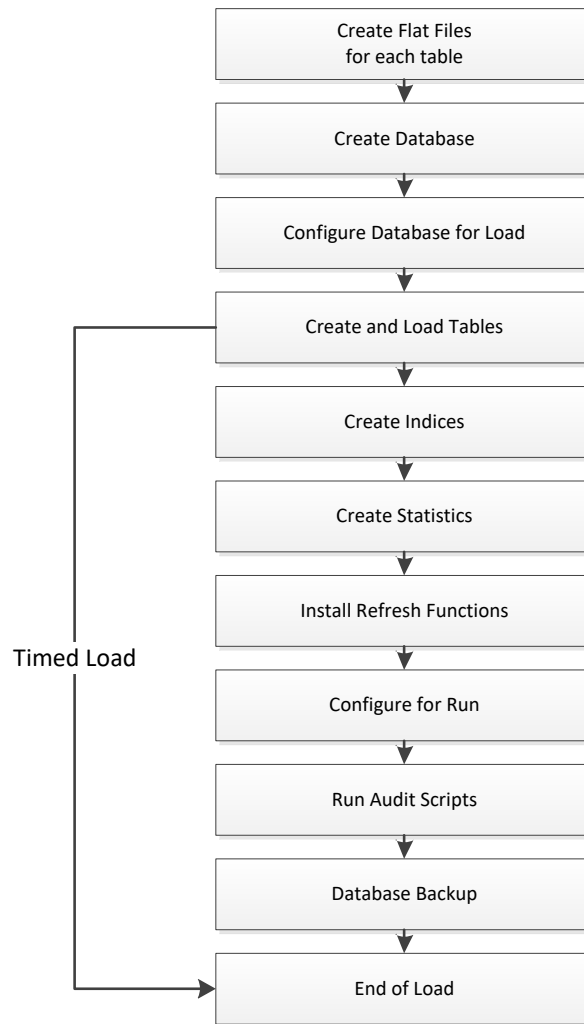 Create Flat Files
for each table
Create Database
Configure Database for Load
Create and Load Tables
Create Indices
Create Statistics
Install Refresh Functions
Timed Load
Configure for Run
Run Audit Scripts
Database Backup
End of Load